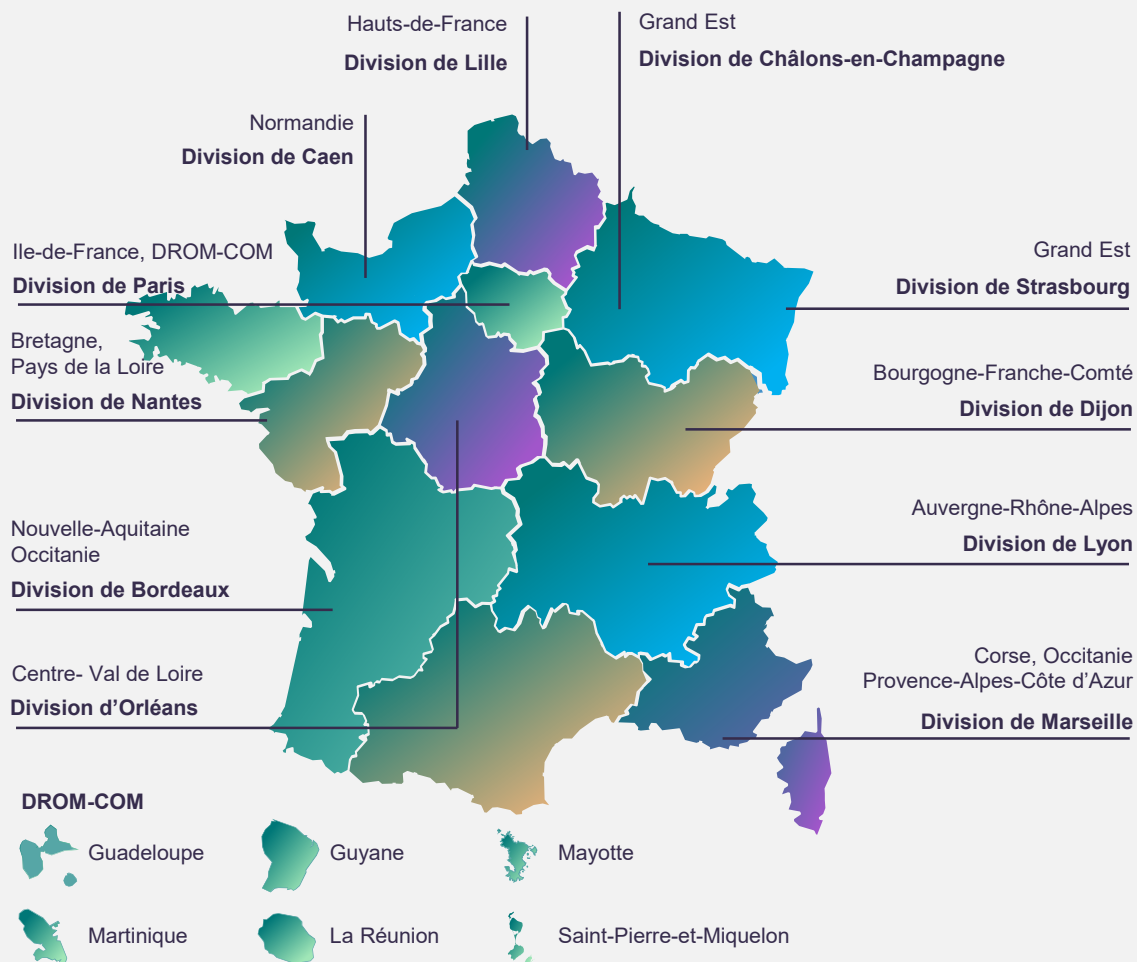 Hauts-de-France
Division de Lille
Grand Est
Division de Châlons-en-Champagne
Normandie
Division de Caen
Ile-de-France, DROM-COM
Division de Paris
Grand Est
Division de Strasbourg
Bretagne,
Pays de la Loire
Division de Nantes
Bourgogne-Franche-Comté
Division de Dijon
Nouvelle-Aquitaine
Occitanie
Division de Bordeaux
Auvergne-Rhône-Alpes
Division de Lyon
Centre- Val de Loire
Division d’Orléans
Corse, Occitanie
Provence-Alpes-Côte d’Azur
Division de Marseille
DROM-COM
Guadeloupe
Guyane
Mayotte
Martinique
La Réunion
Saint-Pierre-et-Miquelon